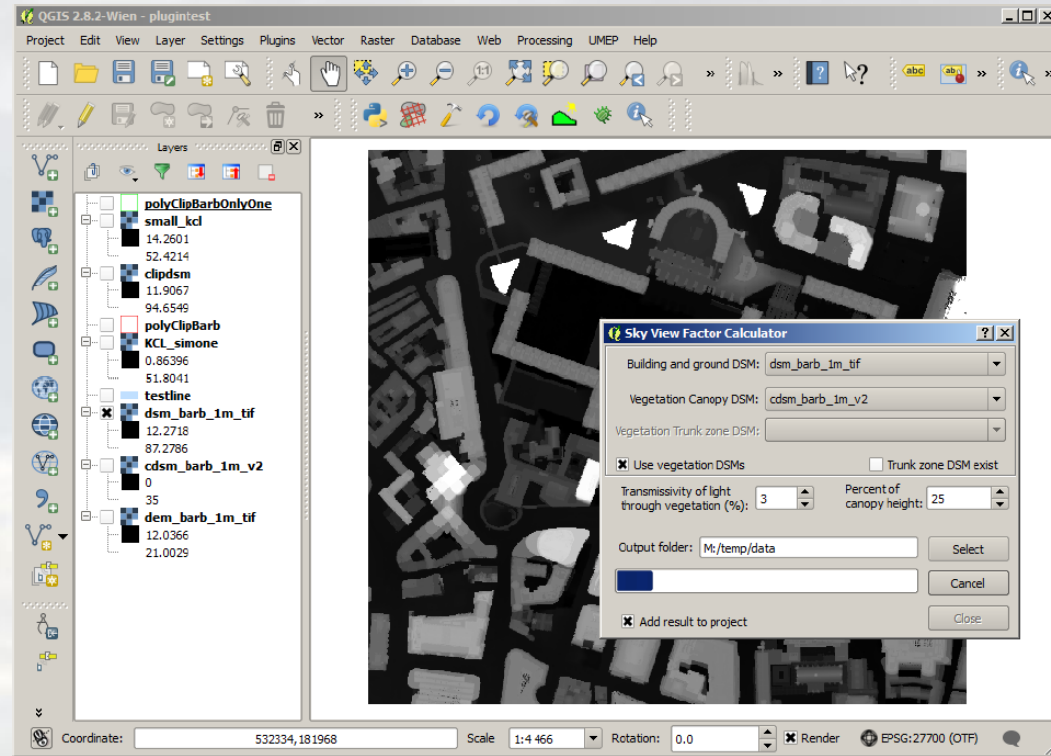 QGIS 2.8.2-Wien - plugintest
Project Edit View Layer Settings Plugins Vector Raster Database Web Processing UMEP Help
1:1 abc ab
Layers
polyClipBarbOnlyOne
small_kcl
14.2601
52.4214
clipdsm
11.9067
94.6549
polyClipBarb
KCL_simone
0.86396
51.8041
testline
dsm_barb_1m_tif
12.2718
87.2786
cdsm_barb_1m_v2
0
35
dem_barb_1m_tif
12.0366
21.0029
Sky View Factor Calculator
Building and ground DSM: dsm_barb_1m_tif
Vegetation Canopy DSM: cdsm_barb_1m_v2
Vegetation Trunk zone DSM:
Use vegetation DSMs Trunk zone DSM exist
Transmissivity of light
through vegetation (%): 3
Percent of
canopy height: 25
Output folder: M:/temp/data Select
Cancel
Add result to project Close
Coordinate: 532334,181968 Scale 1:4 466 Rotation: 0.0 Render EPSG:27700 (OTF)